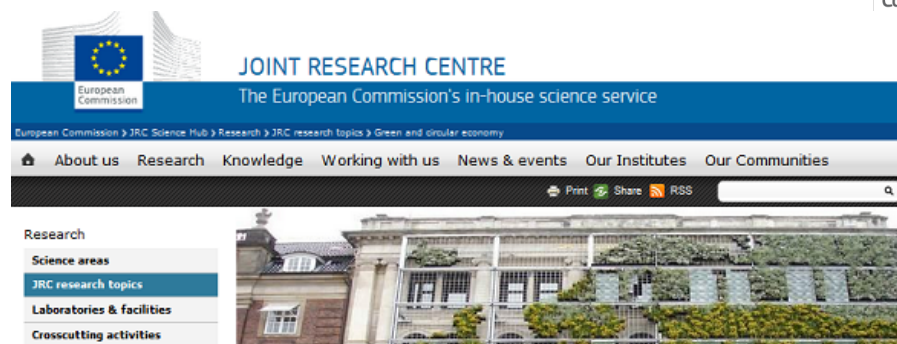 JOINT RESEARCH CENTRE
European
Commission
The European Commission's in-house science service
European Commission > JRC Science Hub > Research > JRC research topics > Green and circular economy
About us Research Knowledge Working with us News & events Our Institutes Our Communities
Print Share RSS
Research
Science areas
JRC research topics
Laboratories & facilities
Crosscutting activities